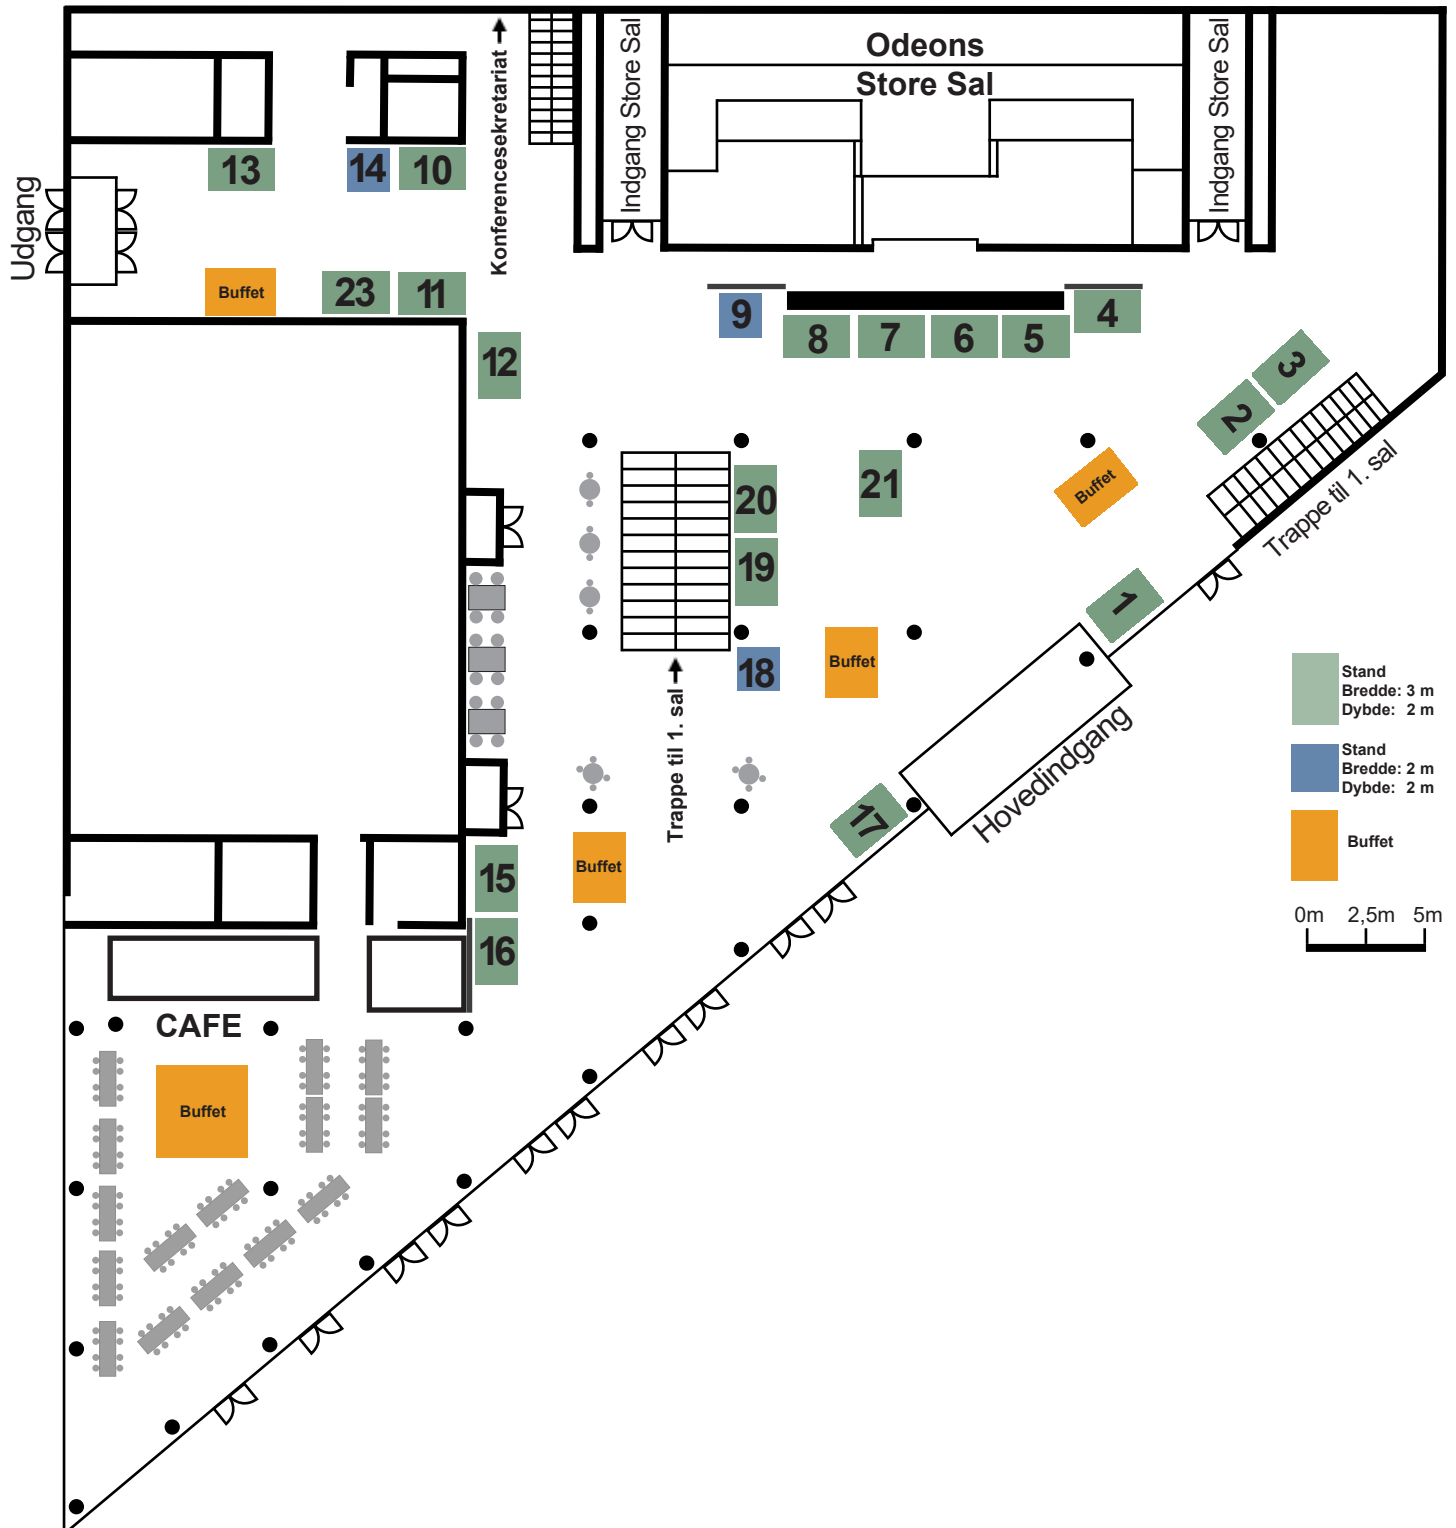 Konferencesekretariat
Indgang Store Sal
Odeons
Store Sal
Indgang Store Sal
13
14
10
Udgang
Buffet
23
11
12
9
8
7
6
5
4
3
2
Trappe til 1. sal
20
21
Buffet
19
1
18
Buffet
Trappe til 1. sal
Hovedindgang
17
Stand
Bredde: 3 m
Dybde: 2 m
Stand
Bredde: 2 m
Dybde: 2 m
Buffet
0m 2,5m 5m
15
Buffet
16
CAFE
Buffet